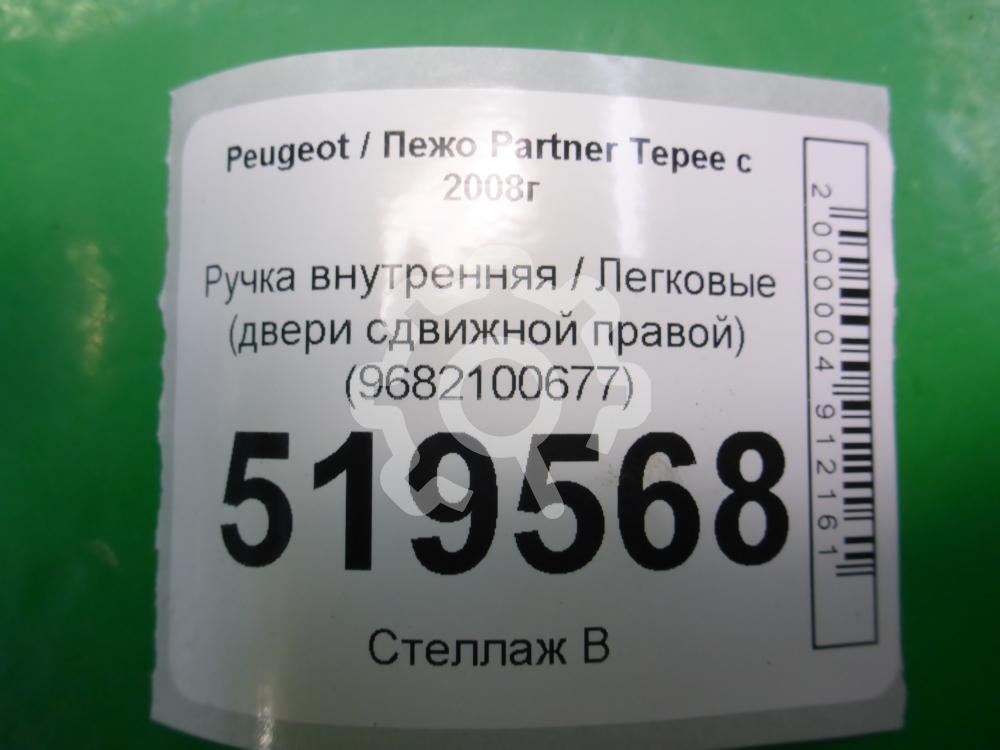 Peugeot / Пежо Partner Tepee с
2008г
Ручка внутренняя / Легковые
(двери сдвижной правой)
(9682100677)
519568
Стеллаж В
2000004912161